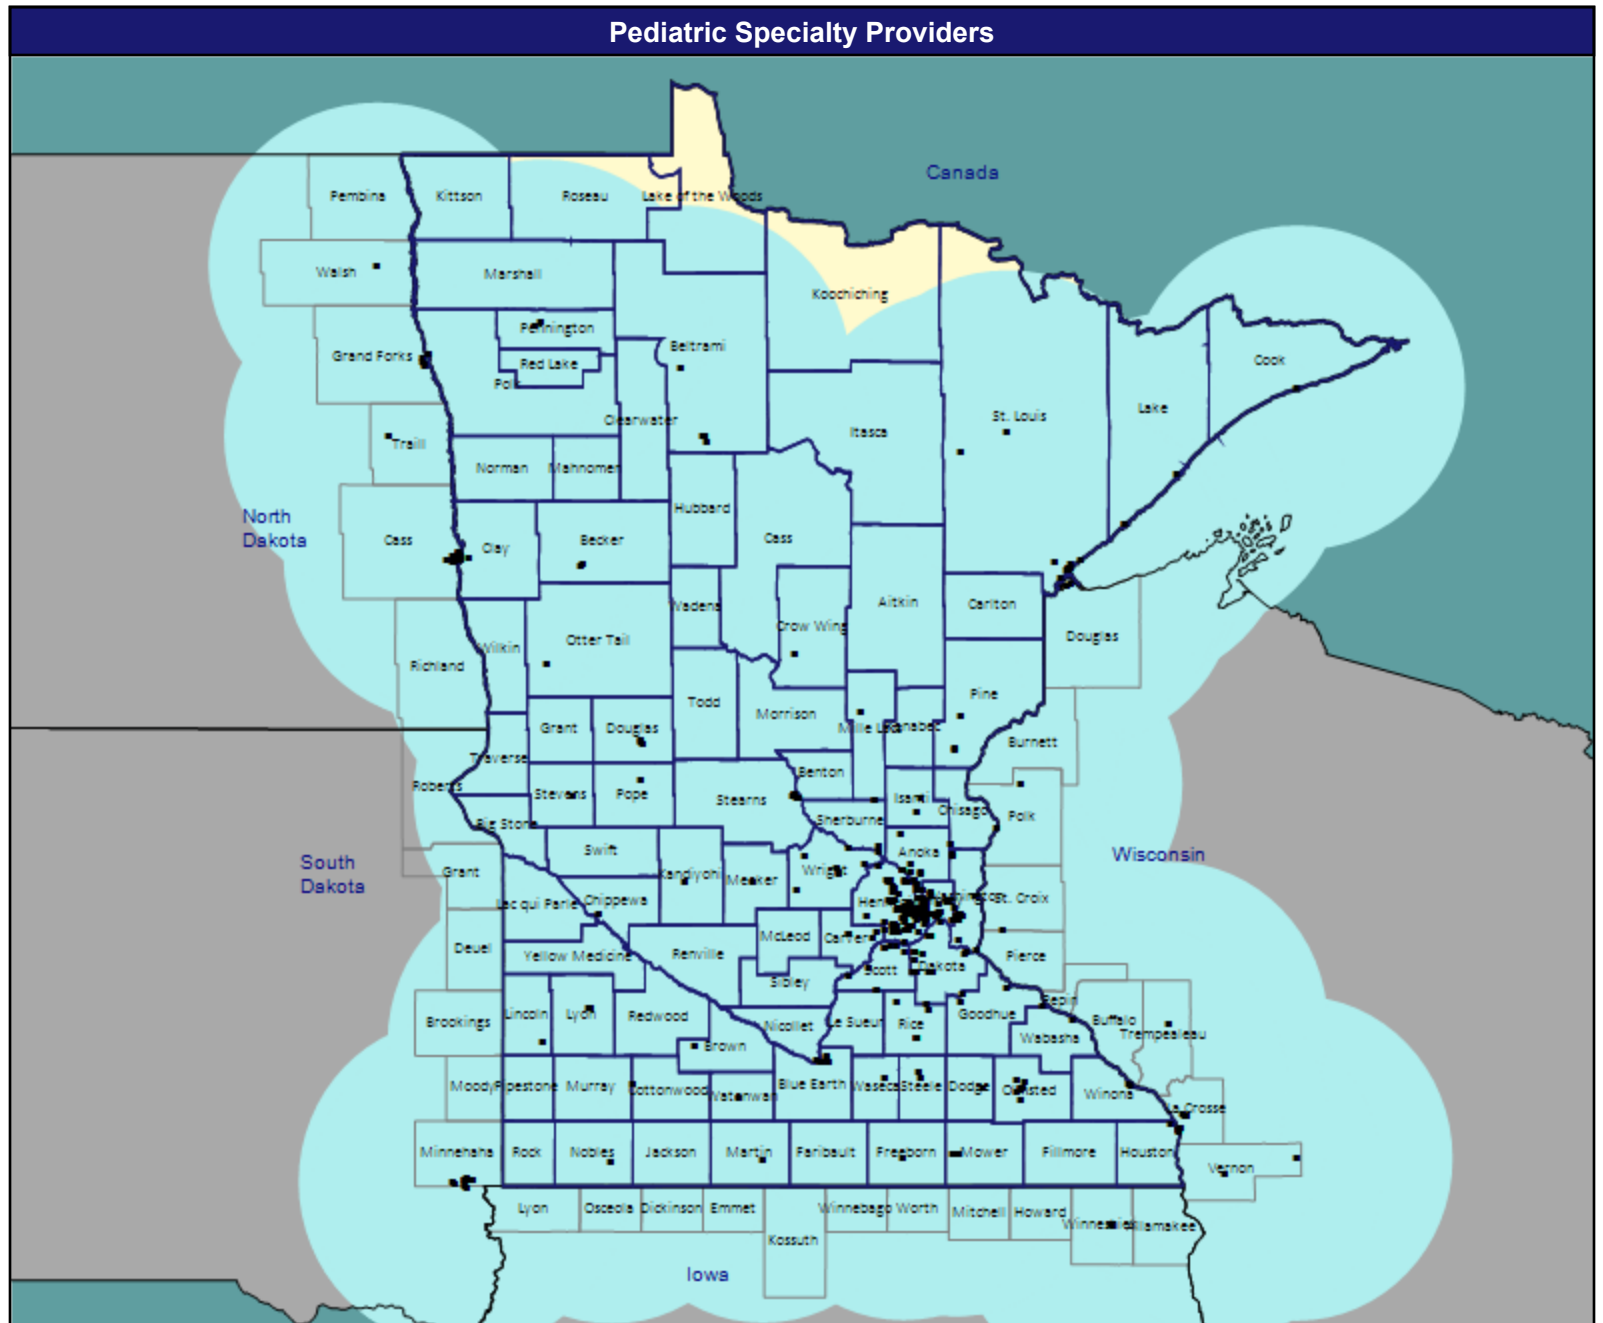 Pediatric Specialty Providers
Canada
Pembina
Kittson
Roseau
Lake of the Woods
Walsh
Marshall
Koochiching
Pennington
Grand Forks
Red Lake
Beltrami
Cook
Polk
Lake
St. Louis
Clearwater
Itasca
Traill
Norman
Mahnomen
Hubbard
North
Dakota
Cass
Clay
Becker
Cass
Aitkin
Carlton
Wadena
Crow Wing
Douglas
Wilkin
Otter Tail
Richland
Pine
Todd
Morrison
Grant
Douglas
Mille Lacs
Kanabec
Burnett
Traverse
Benton
Roberts
Stevens
Pope
Stearns
Isanti
Chisago
Polk
Big Stone
Sherburne
Swift
Anoka
Wisconsin
South
Dakota
Grant
Kandiyohi
Meeker
Wright
Lac qui Parle
Chippewa
Henn
Washington
St. Croix
McLeod
Carver
Deuel
Yellow Medicine
Renville
Scott
Dakota
Pierce
Sibley
Pepin
Brookings
Lincoln
Lyon
Redwood
Nicollet
Le Sueur
Rice
Goodhue
Buffalo
Trempealeau
Wabasha
Brown
Moody
Pipestone
Murray
Cottonwood
Watonwan
Blue Earth
Waseca
Steele
Dodge
Olmsted
Winona
La Crosse
Minnehaha
Rock
Nobles
Jackson
Martin
Faribault
Freeborn
Mower
Fillmore
Houston
Vernon
Lyon
Osceola
Dickinson
Emmet
Winnebago
Worth
Mitchell
Howard
Winneshiek
Allamakee
Kossuth
Iowa